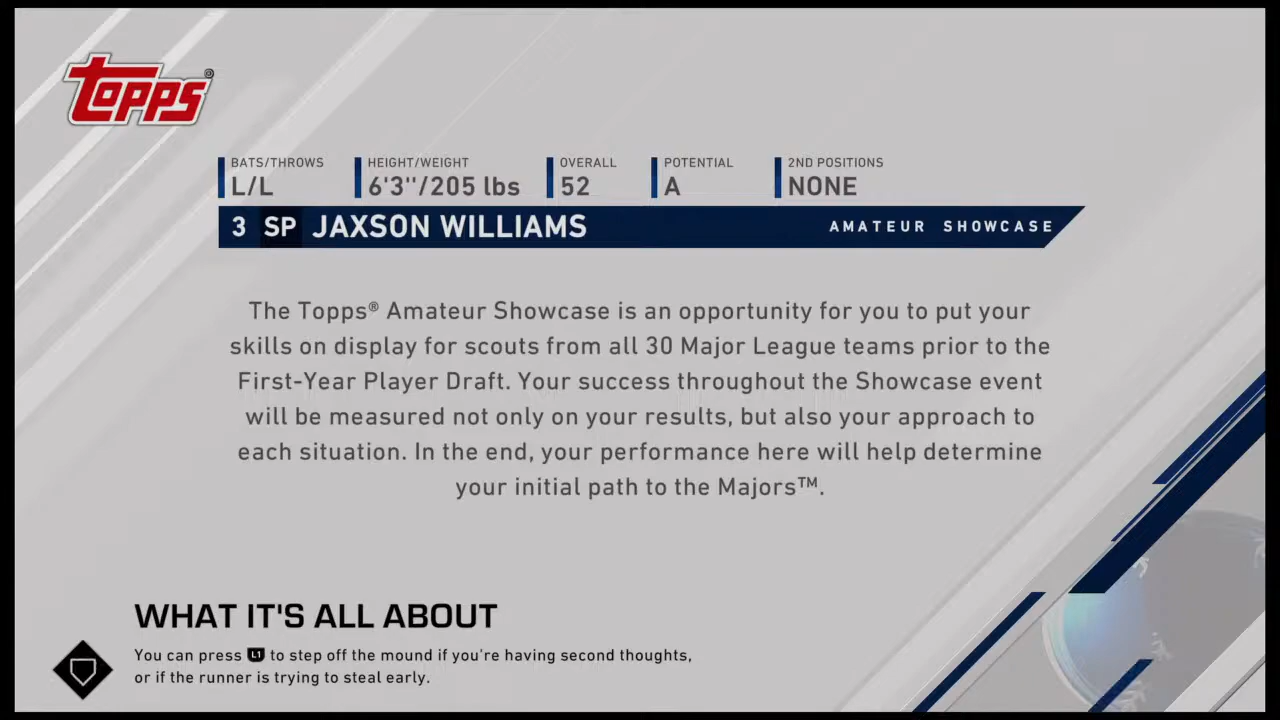 Topps®
BATS/THROWS HEIGHT/WEIGHT OVERALL POTENTIAL 2ND POSITIONS
L/L 6'3''/205 lbs 52 A NONE
3 SP JAXSON WILLIAMS AMATEUR SHOWCASE
The Topps® Amateur Showcase is an opportunity for you to put your
skills on display for scouts from all 30 Major League teams prior to the
First-Year Player Draft. Your success throughout the Showcase event
will be measured not only on your results, but also your approach to
each situation. In the end, your performance here will help determine
your initial path to the Majors™.
WHAT IT'S ALL ABOUT
You can press L1 to step off the mound if you're having second thoughts,
or if the runner is trying to steal early.